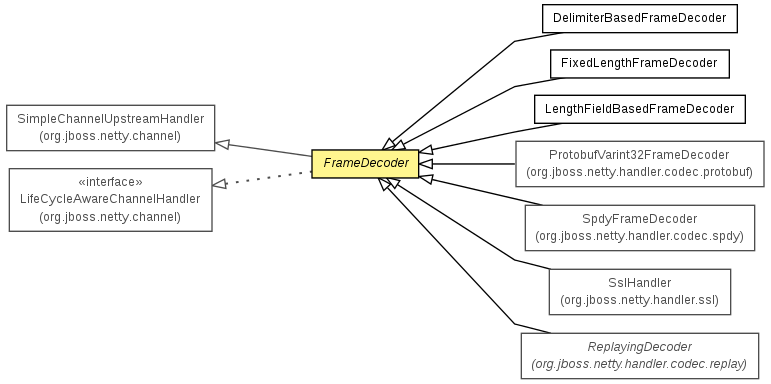 DelimiterBasedFrameDecoder
FixedLengthFrameDecoder
LengthFieldBasedFrameDecoder
SimpleChannelUpstreamHandler
(org.jboss.netty.channel)
FrameDecoder
ProtobufVarint32FrameDecoder
(org.jboss.netty.handler.codec.protobuf)
«interface»
LifeCycleAwareChannelHandler
(org.jboss.netty.channel)
SpdyFrameDecoder
(org.jboss.netty.handler.codec.spdy)
SslHandler
(org.jboss.netty.handler.ssl)
ReplayingDecoder
(org.jboss.netty.handler.codec.replay)